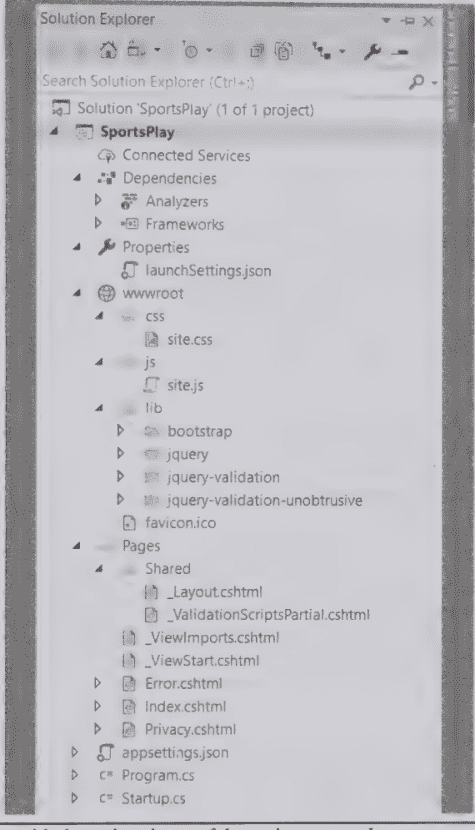 Solution Explorer
Search Solution Explorer (Ctrl+;)
Solution 'SportsPlay' (1 of 1 project)
SportsPlay
Connected Services
Dependencies
Analyzers
Frameworks
Properties
launchSettings.json
wwwroot
css
site.css
js
site.js
lib
bootstrap
jquery
jquery-validation
jquery-validation-unobtrusive
favicon.ico
Pages
Shared
_Layout.cshtml
_ValidationScriptsPartial.cshtml
_ViewImports.cshtml
_ViewStart.cshtml
Error.cshtml
Index.cshtml
Privacy.cshtml
appsettings.json
C# Program.cs
C# Startup.cs